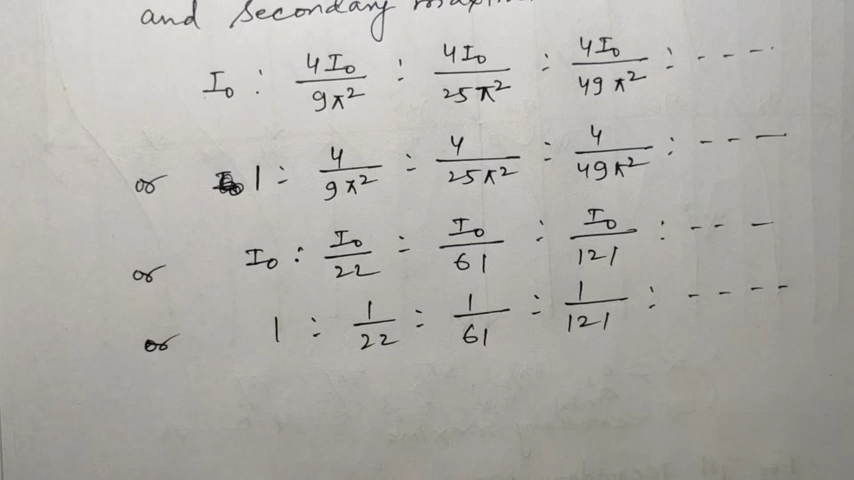 and secondary
I₀ : 4I₀/9π² : 4I₀/25π² : 4I₀/49π² : - - - -
or 1 : 4/9π² : 4/25π² : 4/49π² : - - -
or I₀ : I₀/22 : I₀/61 : I₀/121 : - - -
or 1 : 1/22 : 1/61 : 1/121 : - - - -